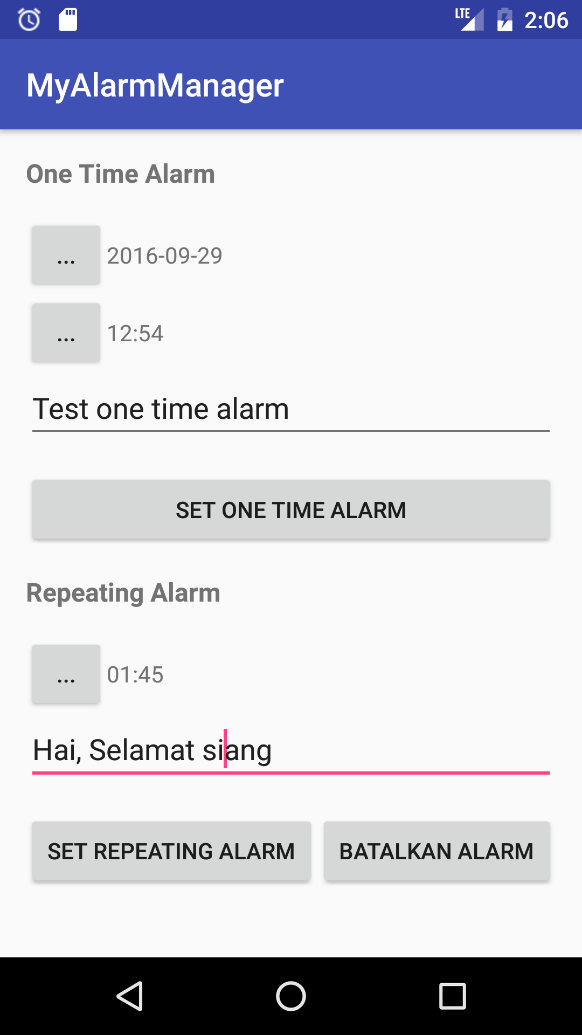 LTE 2:06
MyAlarmManager
One Time Alarm
... 2016-09-29
... 12:54
Test one time alarm
SET ONE TIME ALARM
Repeating Alarm
... 01:45
Hai, Selamat siang
SET REPEATING ALARM BATALKAN ALARM